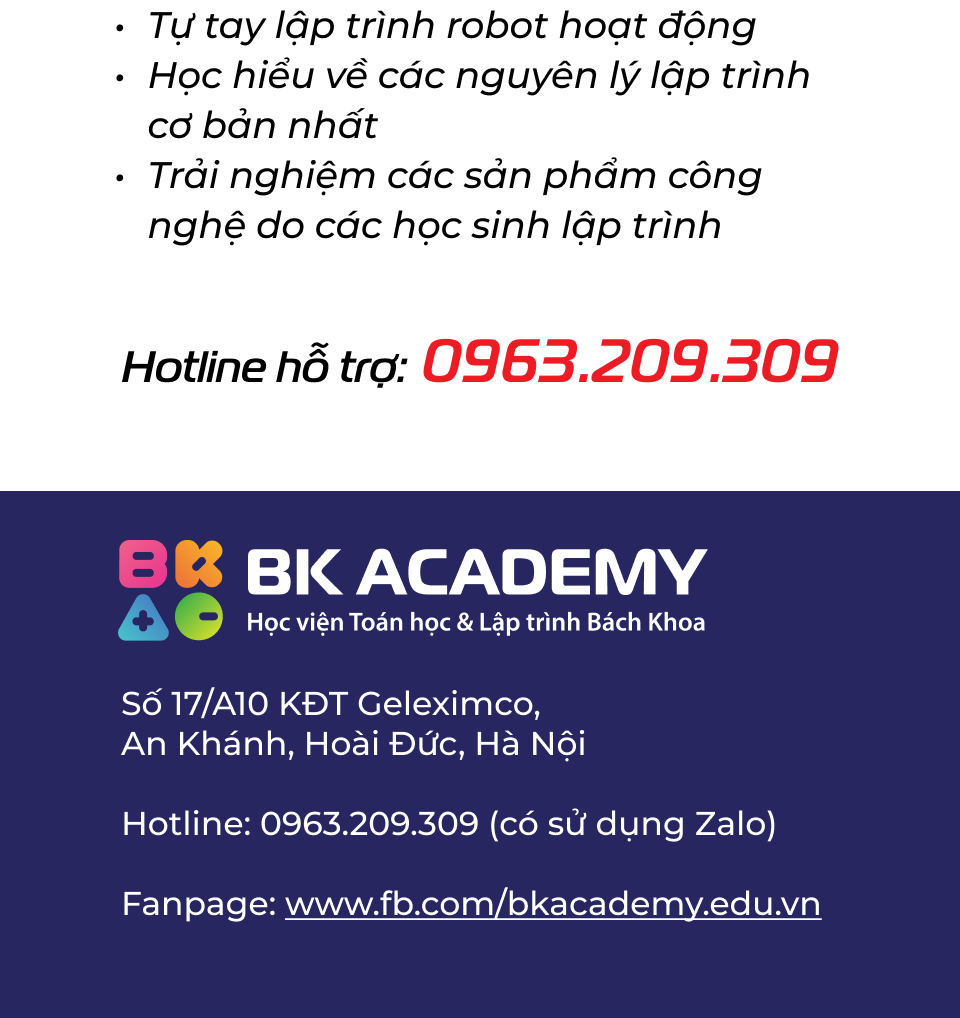 • Tự tay lập trình robot hoạt động
• Học hiểu về các nguyên lý lập trình
cơ bản nhất
• Trải nghiệm các sản phẩm công
nghệ do các học sinh lập trình
Hotline hỗ trợ: 0963.209.309
BK ACADEMY
Học viện Toán học & Lập trình Bách Khoa
Số 17/A10 KĐT Geleximco,
An Khánh, Hoài Đức, Hà Nội
Hotline: 0963.209.309 (có sử dụng Zalo)
Fanpage: www.fb.com/bkacademy.edu.vn